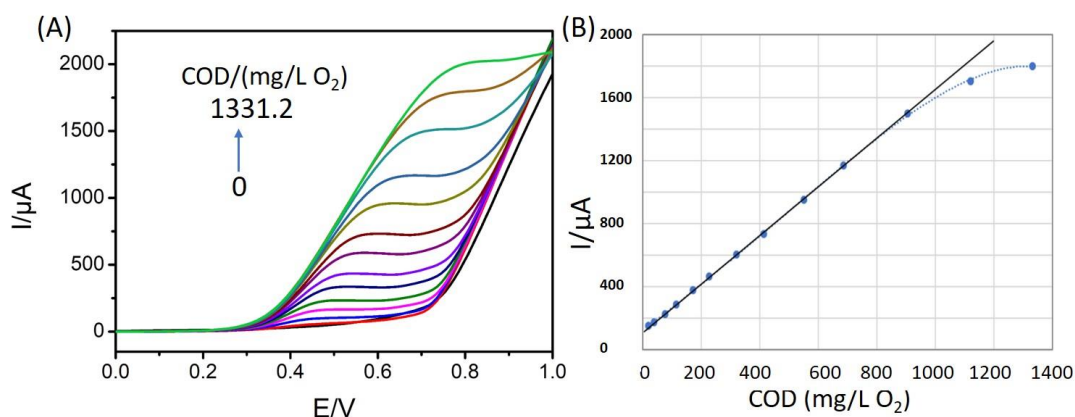 (A)
2000
1500
1000
500
0
I/µA
COD/(mg/L O₂)
1331.2
0
0.0 0.2 0.4 0.6 0.8 1.0
E/V
(B)
2000
1600
1200
800
400
0
I/µA
0 200 400 600 800 1000 1200 1400
COD (mg/L O₂)